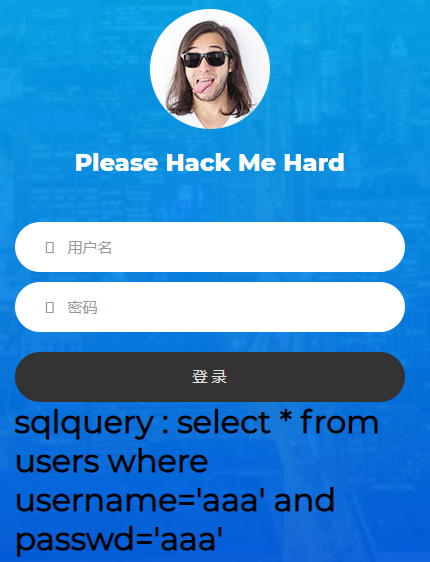 Please Hack Me Hard
用户名
密码
登录
sqlquery : select * from
users where
username='aaa' and
passwd='aaa'